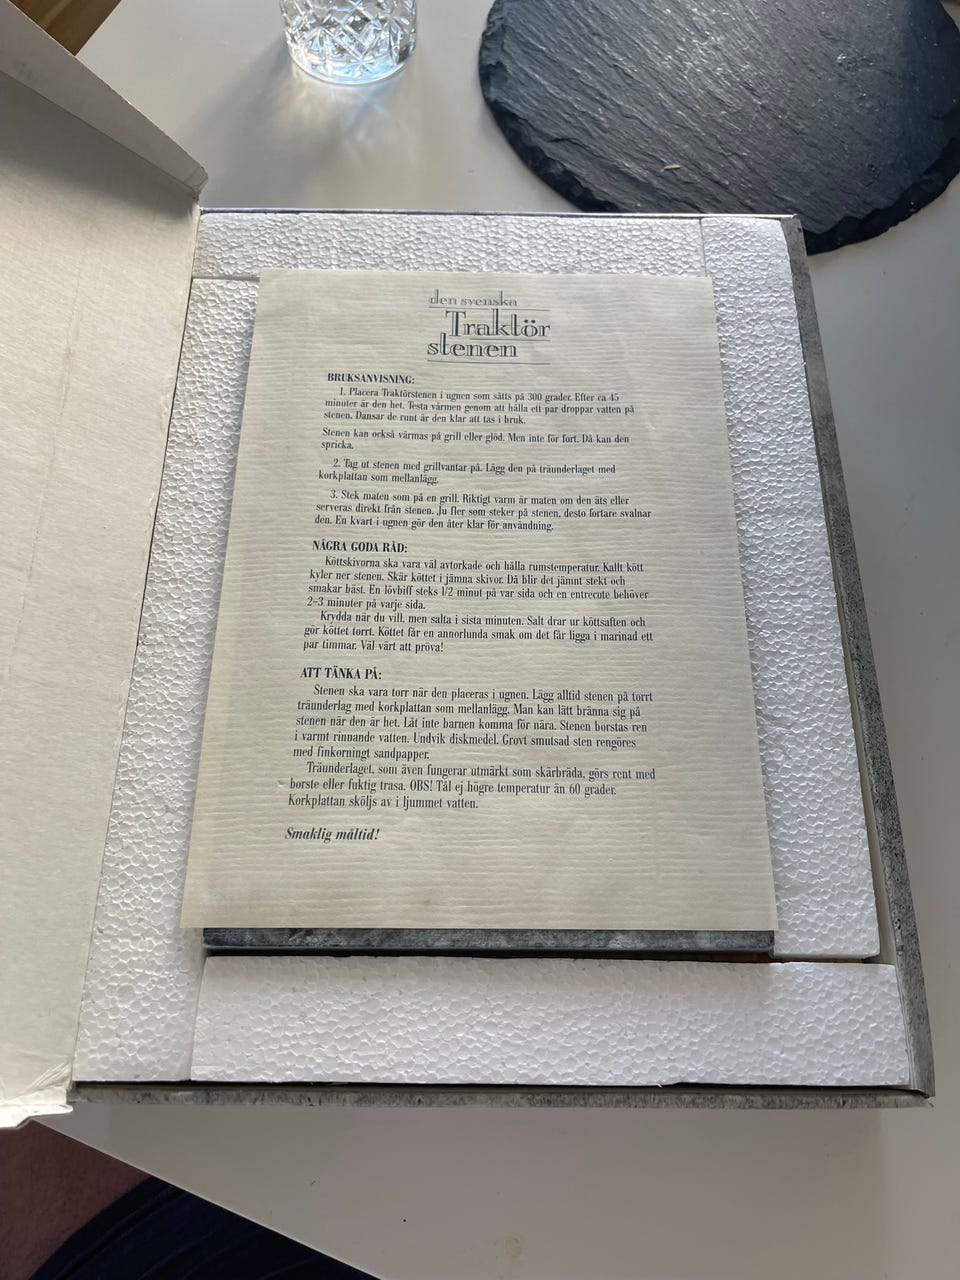 den svenska
Traktör
stenen
BRUKSANVISNING:
1. Placera Traktörstenen i ugnen som sätts på 300 grader. Efter ca 45
minuter är den het. Testa värmen genom att hälla ett par droppar vatten på
stenen. Dansar de runt är den klar att tas i bruk.
Stenen kan också värmas på grill eller glöd. Men inte för fort. Då kan den
spricka.
2. Tag ut stenen med grillvantar på. Lägg den på träunderlaget med
korkplattan som mellanlägg.
3. Stek maten som på en grill. Riktigt varm är maten om den äts eller
serveras direkt från stenen. Ju fler som steker på stenen, desto fortare svalnar
den. En kvart i ugnen gör den åter klar för användning.
NÅGRA GODA RÅD:
Köttskivorna ska vara väl avtorkade och hålla rumstemperatur. Kallt kött
kyler ner stenen. Skär köttet i jämna skivor. Då blir det jämnt stekt och
smakar bäst. En lövbiff steks 1/2 minut på var sida och en entrecote behöver
2–3 minuter på varje sida.
Krydda när du vill, men salta i sista minuten. Salt drar ur köttsaften och
gör köttet torrt. Köttet får en annorlunda smak om det får ligga i marinad ett
par timmar. Väl värt att pröva!
ATT TÄNKA PÅ:
Stenen ska vara torr när den placeras i ugnen. Lägg alltid stenen på torrt
träunderlag med korkplattan som mellanlägg. Man kan lätt bränna sig på
stenen när den är het. Låt inte barnen komma för nära. Stenen borstas ren
i varmt rinnande vatten. Undvik diskmedel. Grovt smutsad sten rengöres
med finkorningt sandpapper.
Träunderlaget, som även fungerar utmärkt som skärbräda, görs rent med
borste eller fuktig trasa. OBS! Tål ej högre temperatur än 60 grader.
Korkplattan sköljs av i ljummet vatten.
Smaklig måltid!